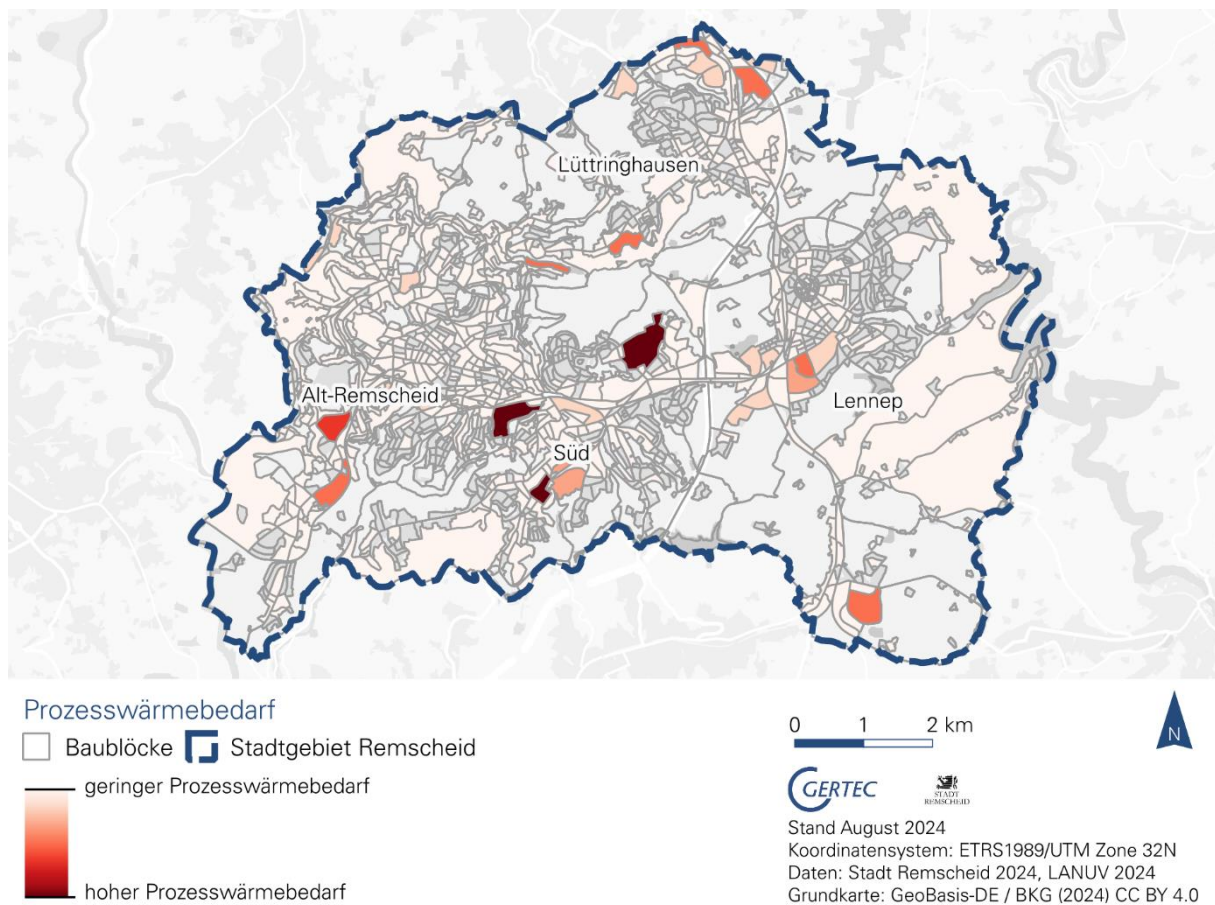 Lüttringhausen
Alt-Remscheid
Lennep
Süd
Prozesswärmebedarf
Baublöcke
Stadtgebiet Remscheid
geringer Prozesswärmebedarf
hoher Prozesswärmebedarf
0 1 2 km
N
GERTEC
STADT
REMSCHEID
Stand August 2024
Koordinatensystem: ETRS1989/UTM Zone 32N
Daten: Stadt Remscheid 2024, LANUV 2024
Grundkarte: GeoBasis-DE / BKG (2024) CC BY 4.0